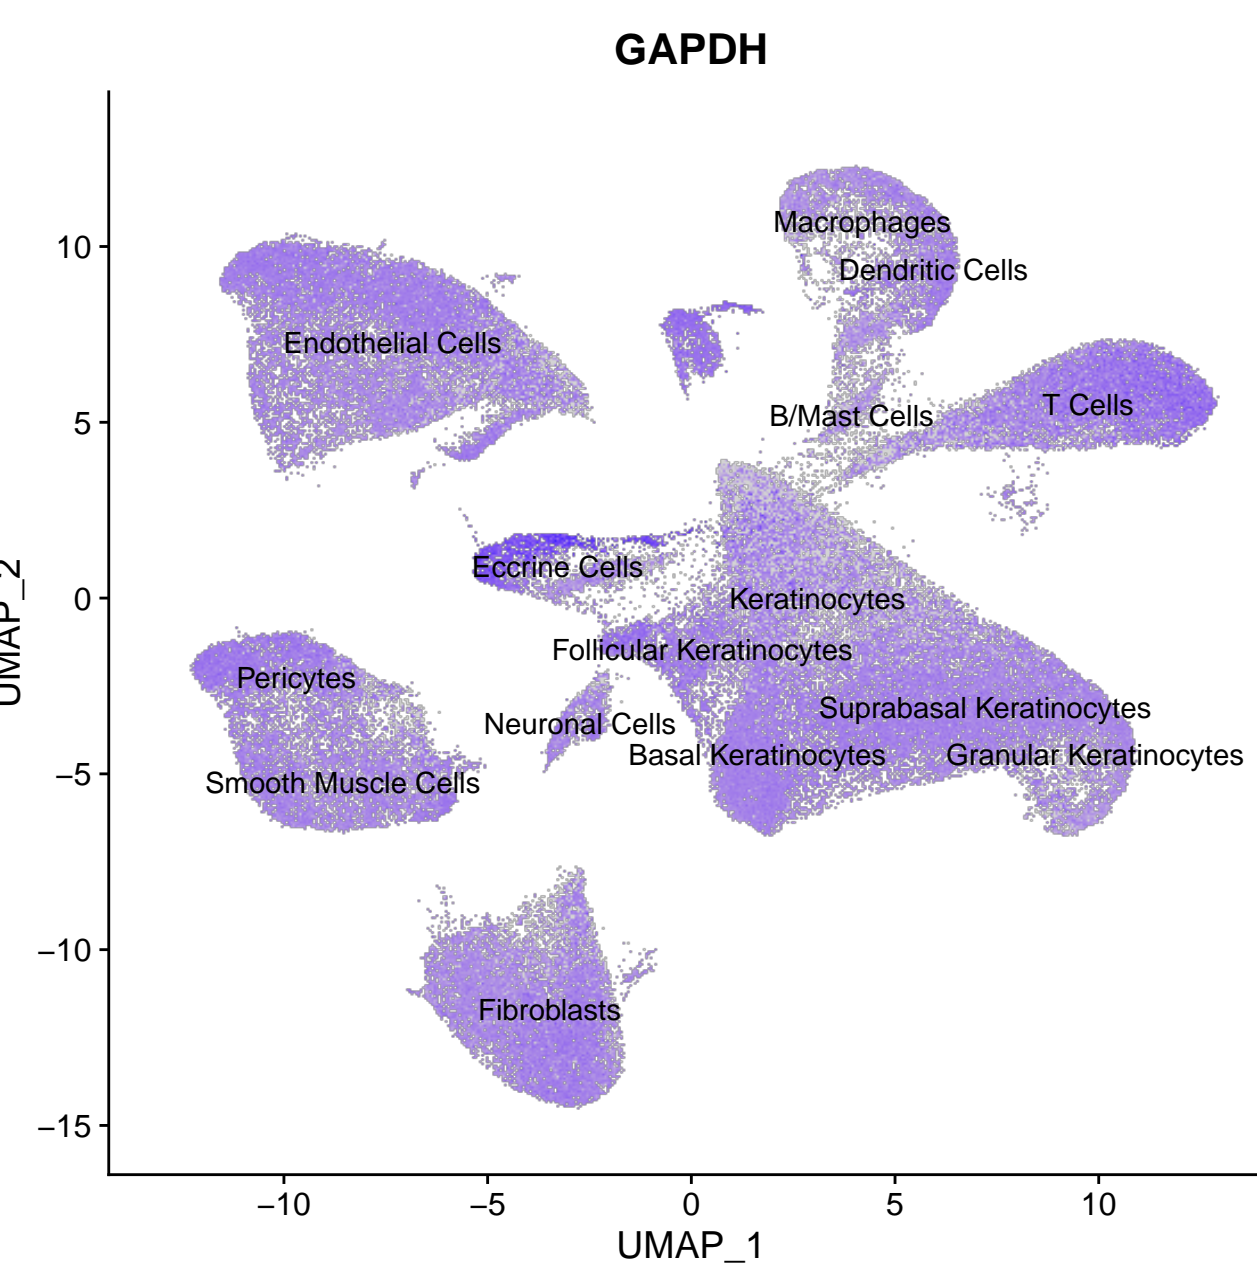 GAPDH
Macrophages
10
Dendritic Cells
Endothelial Cells
T Cells
B/Mast Cells
5
Eccrine Cells
0
Keratinocytes
UMAP_2
Follicular Keratinocytes
Pericytes
Suprabasal Keratinocytes
Neuronal Cells
Basal Keratinocytes
Granular Keratinocytes
−5
Smooth Muscle Cells
−10
Fibroblasts
−15
−10 −5 0 5 10
UMAP_1